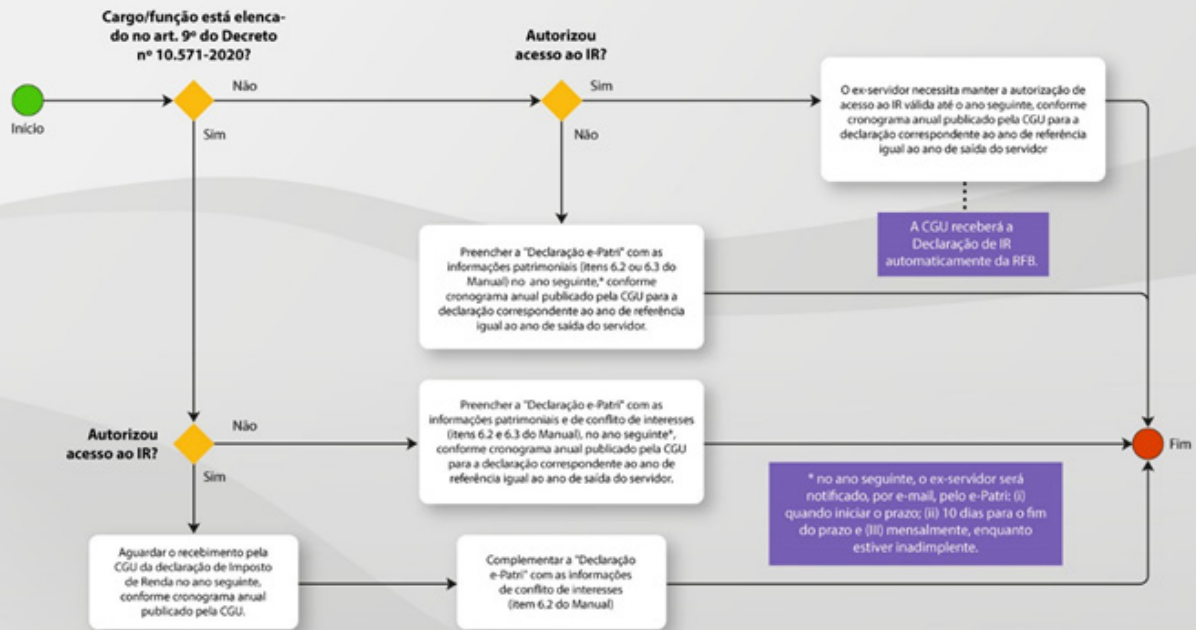 Cargo/função está elenca-
do no art. 9º do Decreto
nº 10.571-2020?
Autorizou
acesso ao IR?
Início
Não
Sim
Sim
Não
O ex-servidor necessita manter a autorização de
acesso ao IR válida até o ano seguinte, conforme
cronograma anual publicado pela CGU para a
declaração correspondente ao ano de referência
igual ao ano de saída do servidor
A CGU receberá a
Declaração de IR
automaticamente da RFB.
Preencher a "Declaração e-Patri" com as
informações patrimoniais (itens 6.2 ou 6.3 do
Manual) no ano seguinte,* conforme
cronograma anual publicado pela CGU para a
declaração correspondente ao ano de referência
igual ao ano de saída do servidor.
Autorizou
acesso ao IR?
Não
Sim
Preencher a "Declaração e-Patri" com as
informações patrimoniais e de conflito de interesses
(itens 6.2 e 6.3 do Manual), no ano seguinte*,
conforme cronograma anual publicado pela CGU
para a declaração correspondente ao ano de
referência igual ao ano de saída do servidor.
Fim
* no ano seguinte, o ex-servidor será
notificado, por e-mail, pelo e-Patri: (i)
quando iniciar o prazo; (ii) 10 dias para o fim
do prazo e (III) mensalmente, enquanto
estiver inadimplente.
Aguardar o recebimento pela
CGU da declaração de Imposto
de Renda no ano seguinte,
conforme cronograma anual
publicado pela CGU.
Complementar a "Declaração
e-Patri" com as informações
de conflito de interesses
(item 6.2 do Manual)